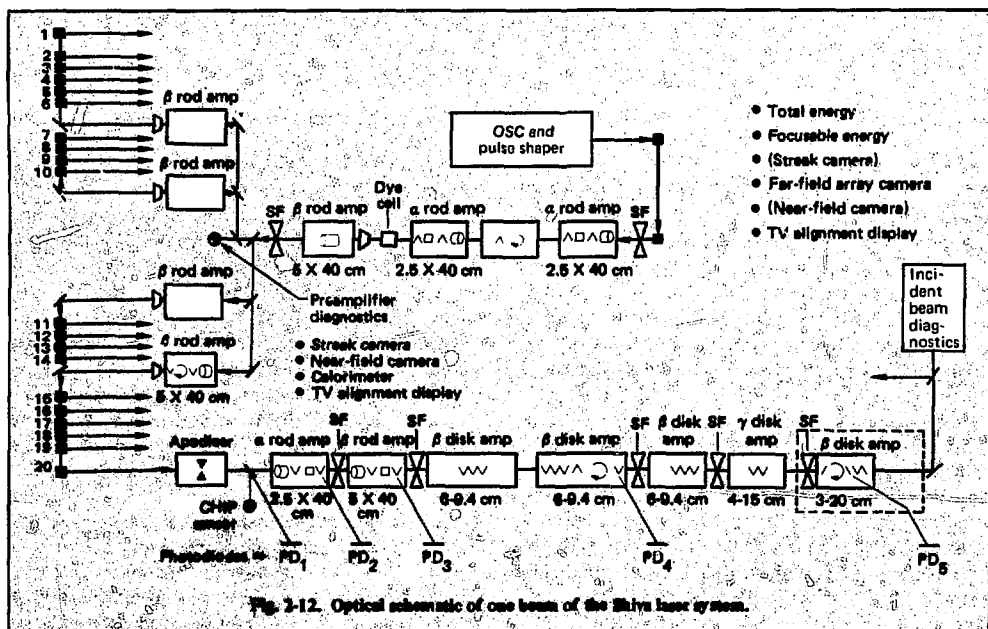 1
2
3
4
5
6
β rod amp
7
8
9
10
β rod amp
OSC and
pulse shaper
• Total energy
• Focusable energy
• (Streak camera)
• Far-field array camera
• (Near-field camera)
• TV alignment display
SF
β rod amp
5 X 40 cm
Dye
cell
α rod amp
2.5 X 40 cm
α rod amp
2.5 X 40 cm
SF
Preamplifier
diagnostics
• Streak camera
• Near-field camera
• Calorimeter
• TV alignment display
β rod amp
11
12
13
14
β rod amp
5 X 40 cm
15
16
17
18
19
20
Inci-
dent
beam
diag-
nostics
Apodizer
α rod amp
2.5 X 40
cm
SF
β rod amp
5 X 40
cm
SF
β disk amp
6-9.4 cm
β disk amp
6-9.4 cm
SF
β disk
amp
6-9.4 cm
SF
γ disk
amp
4-15 cm
SF
β disk amp
3-20 cm
sensor
Photodiodes
PD1
PD2
PD3
PD4
PD5
Fig. 2-12. Optical schematic of one beam of the Shiva laser system.